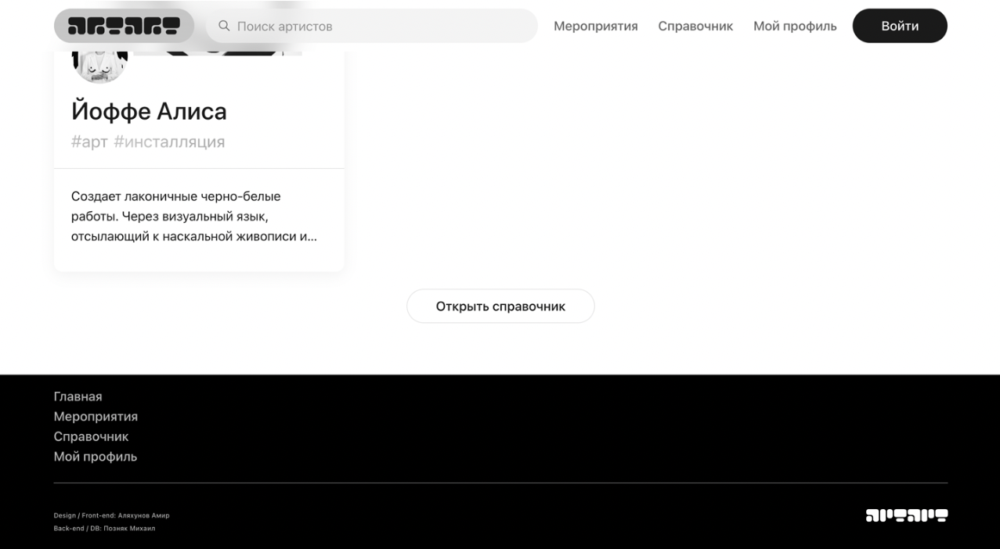 Поиск артистов
Мероприятия
Справочник
Мой профиль
Войти
Йоффе Алиса
#арт #инсталляция
Создает лаконичные черно-белые
работы. Через визуальный язык,
отсылающий к наскальной живописи и...
Открыть справочник
Главная
Мероприятия
Справочник
Мой профиль
Design / Front-end: Аляхунов Амир
Back-end / DB: Позняк Михаил